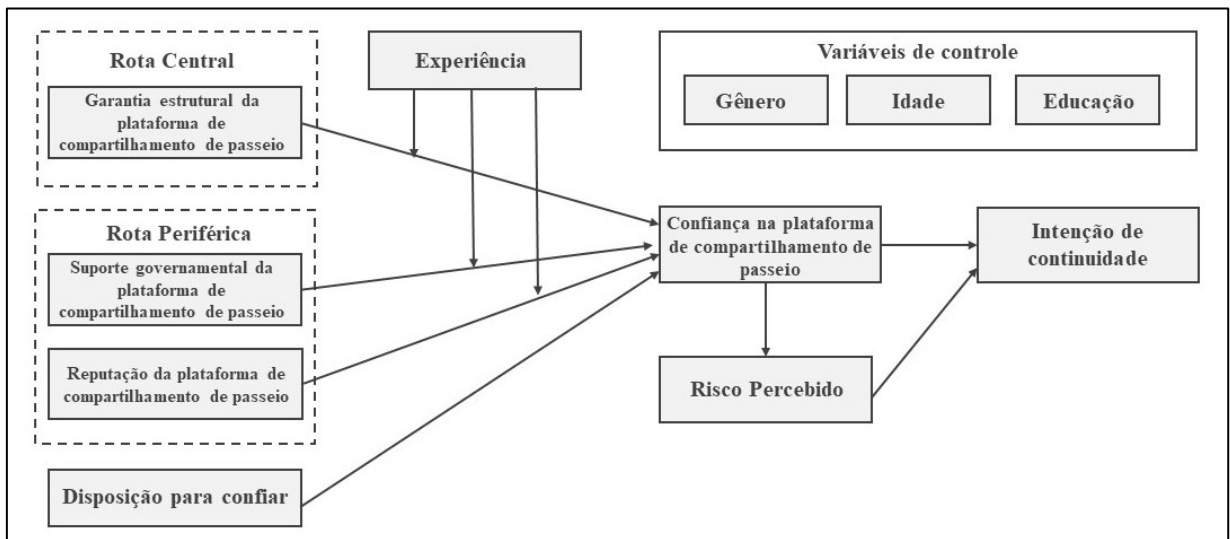 Rota Central
Garantia estrutural da
plataforma de
compartilhamento de passeio
Experiência
Variáveis de controle
Gênero
Idade
Educação
Rota Periférica
Suporte governamental da
plataforma de
compartilhamento de passeio
Reputação da plataforma de
compartilhamento de passeio
Disposição para confiar
Confiança na plataforma
de compartilhamento de
passeio
Risco Percebido
Intenção de
continuidade